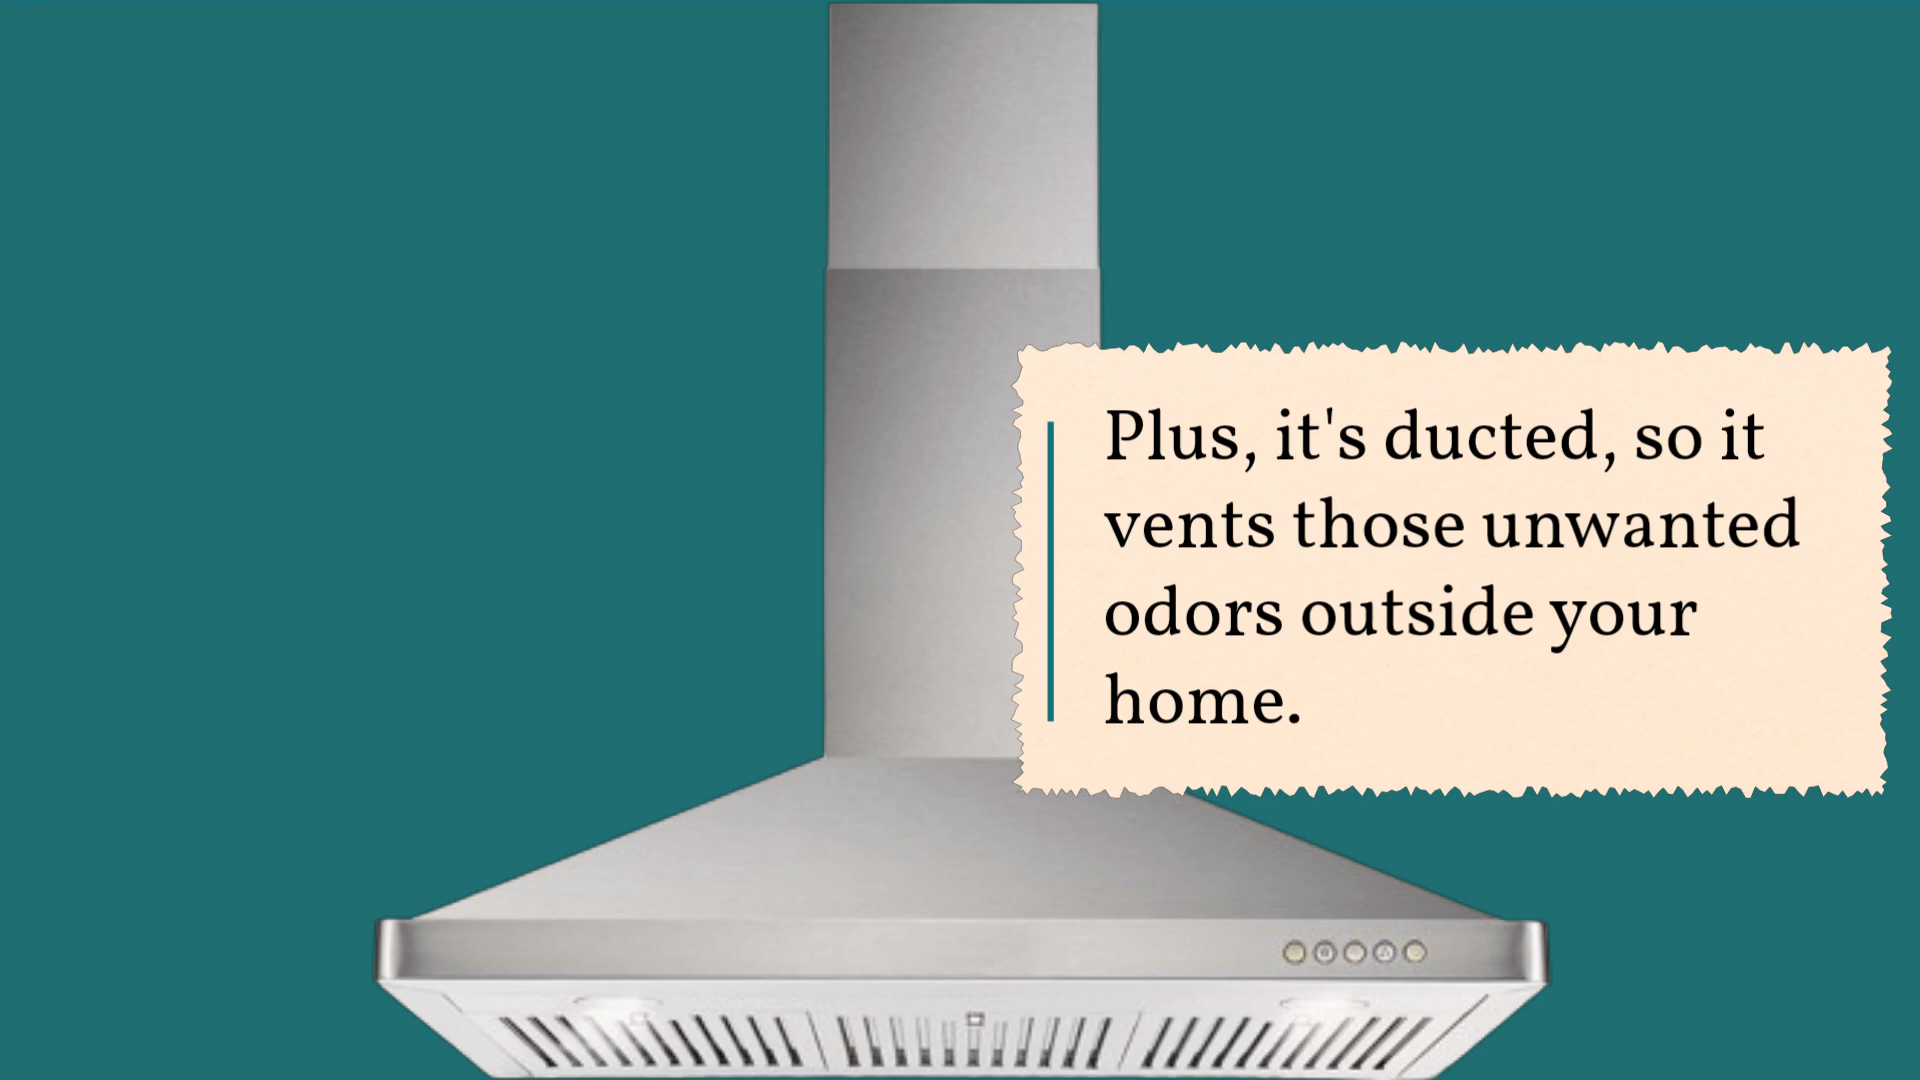 Plus, it's ducted, so it
vents those unwanted
odors outside your
home.